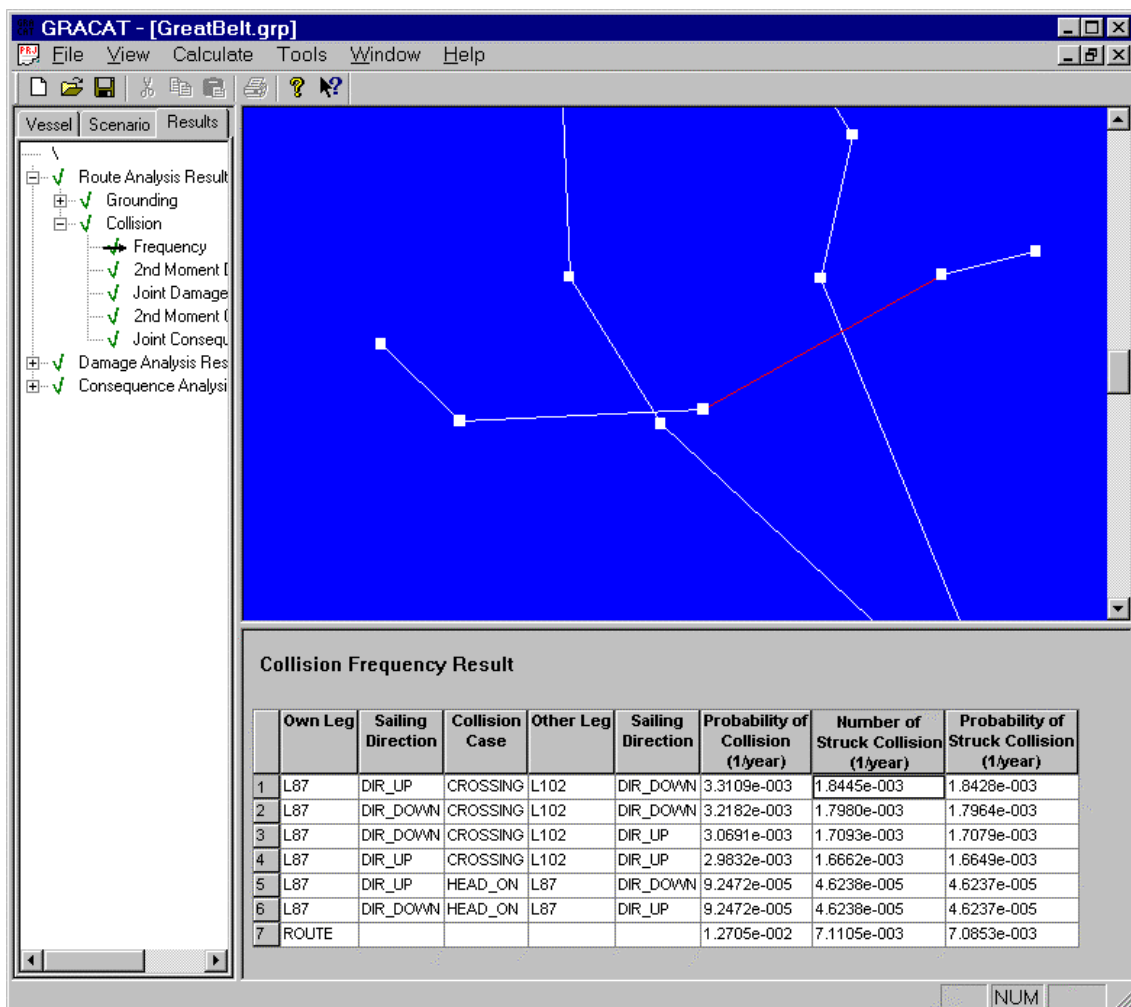 GRACAT - [GreatBelt.grp]
File View Calculate Tools Window Help
Vessel Scenario Results
\
Route Analysis Result
Grounding
Collision
Frequency
2nd Moment
Joint Damage
2nd Moment
Joint Consequ
Damage Analysis Res
Consequence Analysi
Collision Frequency Result
Own Leg Sailing Direction Collision Case Other Leg Sailing Direction Probability of Collision (1/year) Number of Struck Collision (1/year) Probability of Struck Collision (1/year)
1 L87 DIR_UP CROSSING L102 DIR_DOWN 3.3109e-003 1.8445e-003 1.8428e-003
2 L87 DIR_DOWN CROSSING L102 DIR_DOWN 3.2182e-003 1.7980e-003 1.7964e-003
3 L87 DIR_DOWN CROSSING L102 DIR_UP 3.0691e-003 1.7093e-003 1.7079e-003
4 L87 DIR_UP CROSSING L102 DIR_UP 2.9832e-003 1.6662e-003 1.6649e-003
5 L87 DIR_UP HEAD_ON L87 DIR_DOWN 9.2472e-005 4.6238e-005 4.6237e-005
6 L87 DIR_DOWN HEAD_ON L87 DIR_UP 9.2472e-005 4.6238e-005 4.6237e-005
7 ROUTE 1.2705e-002 7.1105e-003 7.0853e-003
NUM